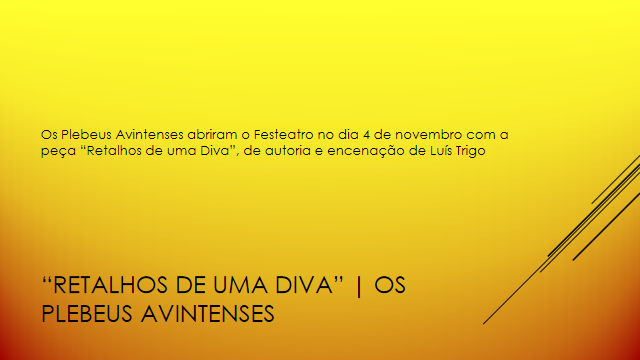 Os Plebeus Avintenses abriram o Festeatro no dia 4 de novembro com a
peça “Retalhos de uma Diva”, de autoria e encenação de Luís Trigo
“RETALHOS DE UMA DIVA” | OS
PLEBEUS AVINTENSES